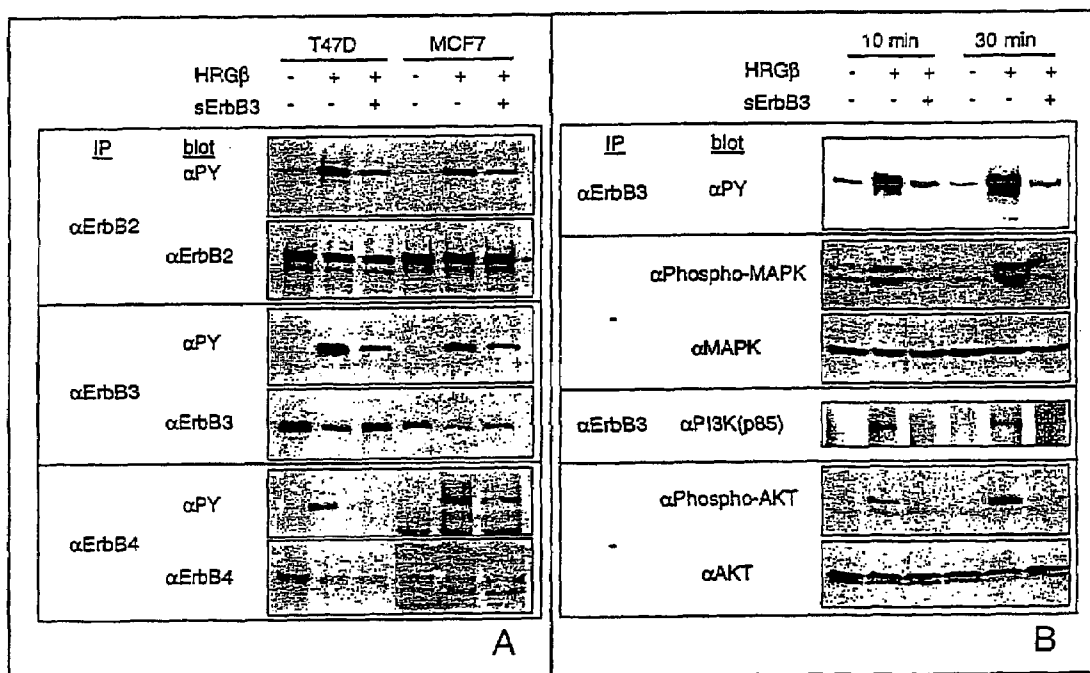 T47D MCF7
HRGβ - + + - + +
sErbB3 - - + - - +
IP blot
αPY
αErbB2
αErbB2
αPY
αErbB3
αErbB3
αPY
αErbB4
αErbB4
A
10 min 30 min
HRGβ - + + - + +
sErbB3 - - + - - +
IP blot
αErbB3 αPY
αPhospho-MAPK
-
αMAPK
αErbB3 αPI3K(p85)
αPhospho-AKT
-
αAKT
B